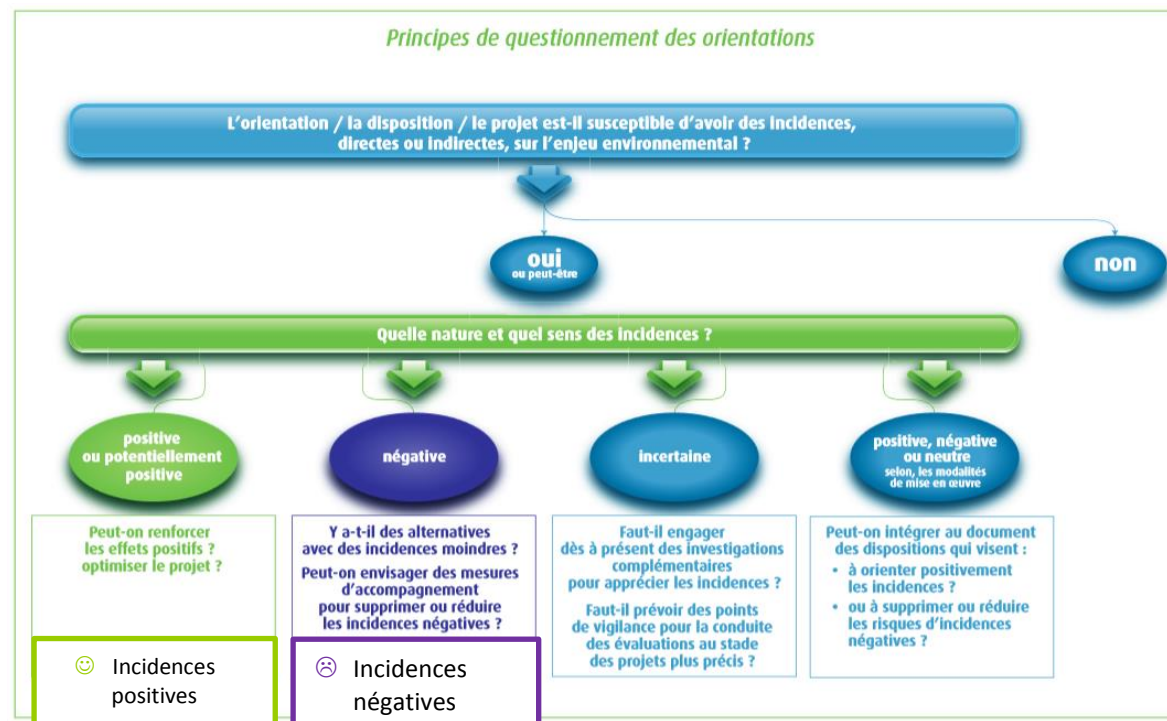 Principes de questionnement des orientations
L'orientation / la disposition / le projet est-il susceptible d'avoir des incidences,
directes ou indirectes, sur l'enjeu environnemental ?
oui
ou peut-être
non
Quelle nature et quel sens des incidences ?
positive
ou potentiellement
positive
négative
incertaine
positive, négative
ou neutre
selon, les modalités
de mise en œuvre
Peut-on renforcer
les effets positifs ?
optimiser le projet ?
Y a-t-il des alternatives
avec des incidences moindres ?
Peut-on envisager des mesures
d'accompagnement
pour supprimer ou réduire
les incidences négatives ?
Faut-il engager
dès à présent des investigations
complémentaires
pour apprécier les incidences ?
Faut-il prévoir des points
de vigilance pour la conduite
des évaluations au stade
des projets plus précis ?
Peut-on intégrer au document
des dispositions qui visent :
• à orienter positivement
les incidences ?
• ou à supprimer ou réduire
les risques d'incidences
négatives ?
☺ Incidences
positives
☹ Incidences
négatives